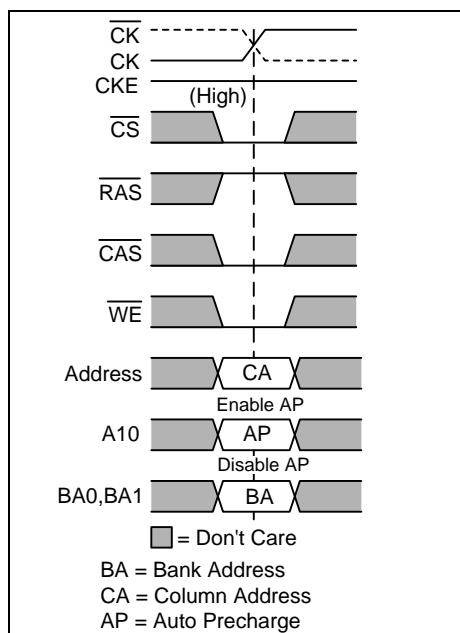 CK
CK
CKE
(High)
CS
RAS
CAS
WE
Address CA
Enable AP
A10 AP
Disable AP
BA0,BA1 BA
= Don't Care
BA = Bank Address
CA = Column Address
AP = Auto Precharge